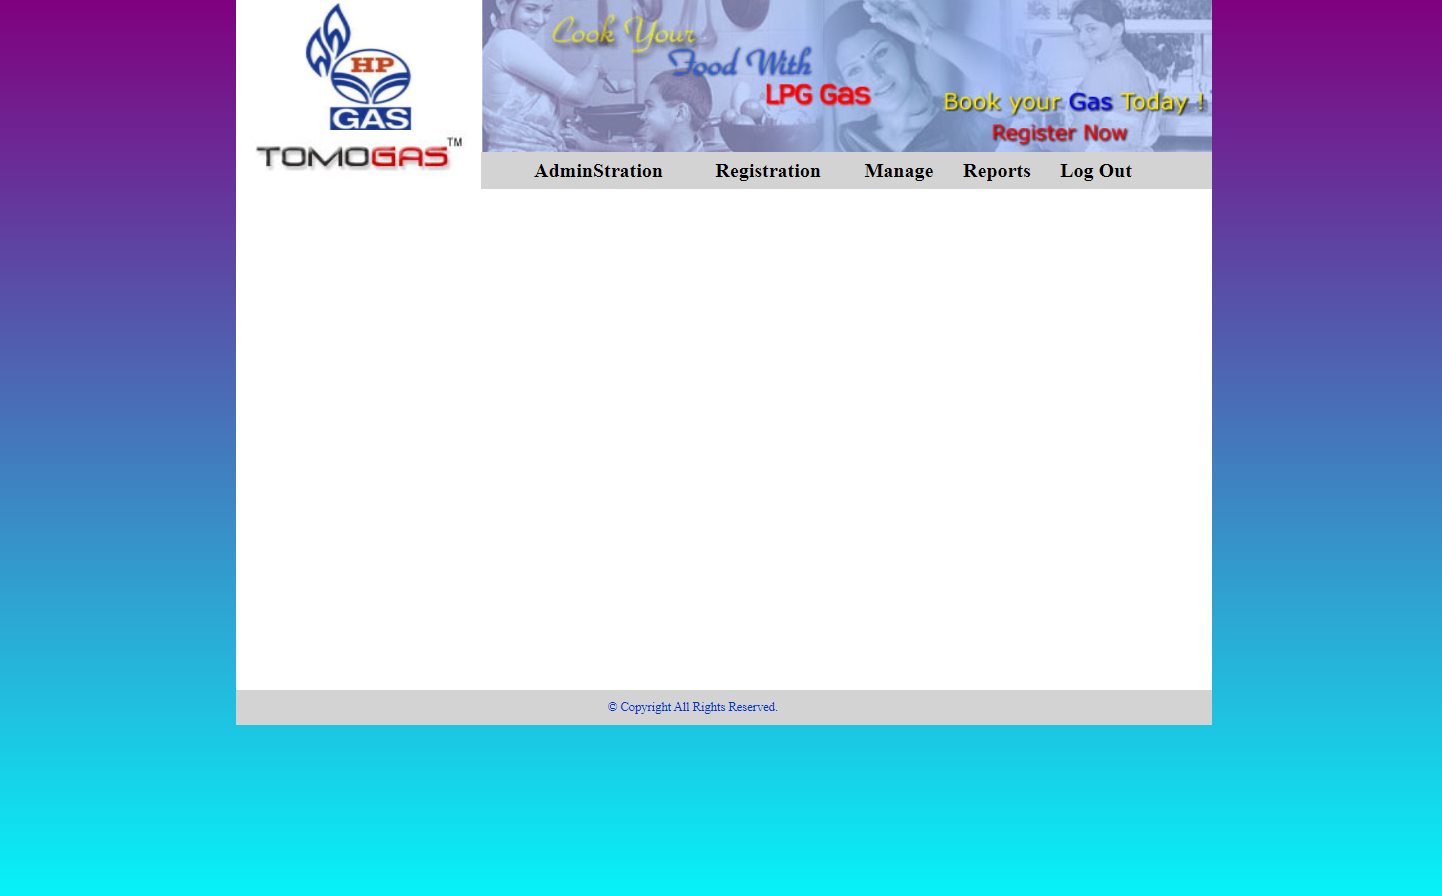 HP
GAS
TOMOGAS™
Cook Your
Food With
LPG Gas
Book your Gas Today !
Register Now
AdminStration Registration Manage Reports Log Out
© Copyright All Rights Reserved.